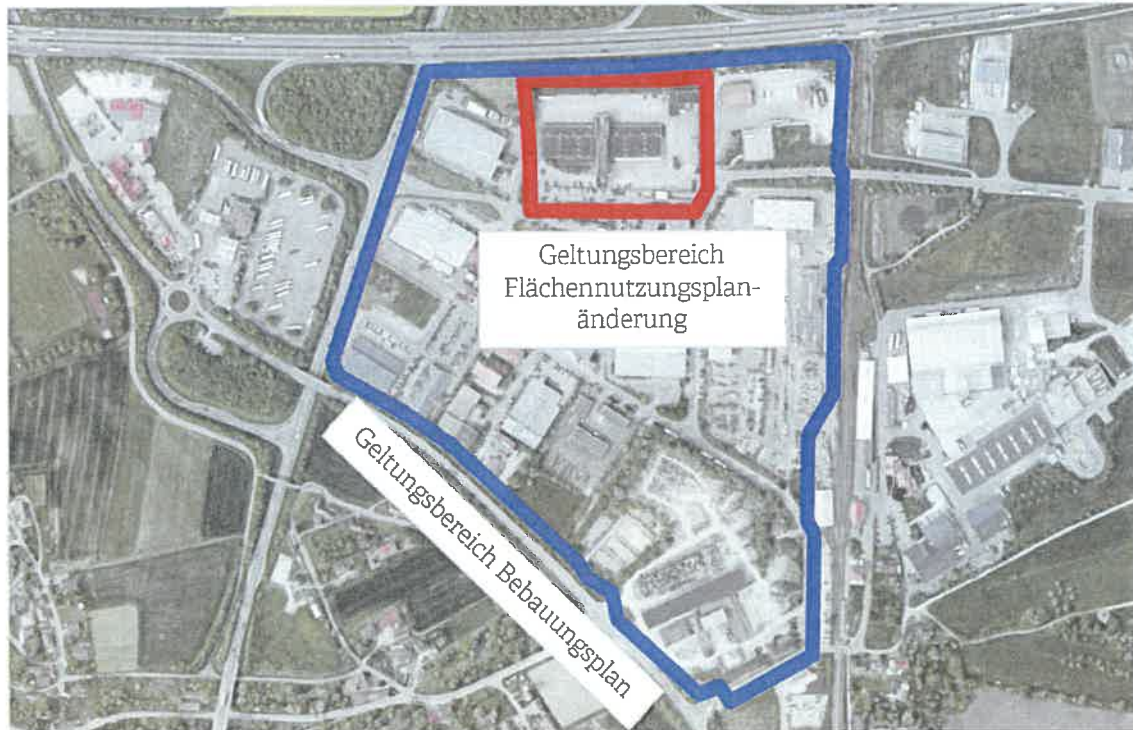 Geltungsbereich
Flächennutzungsplan-
änderung
Geltungsbereich Bebauungsplan